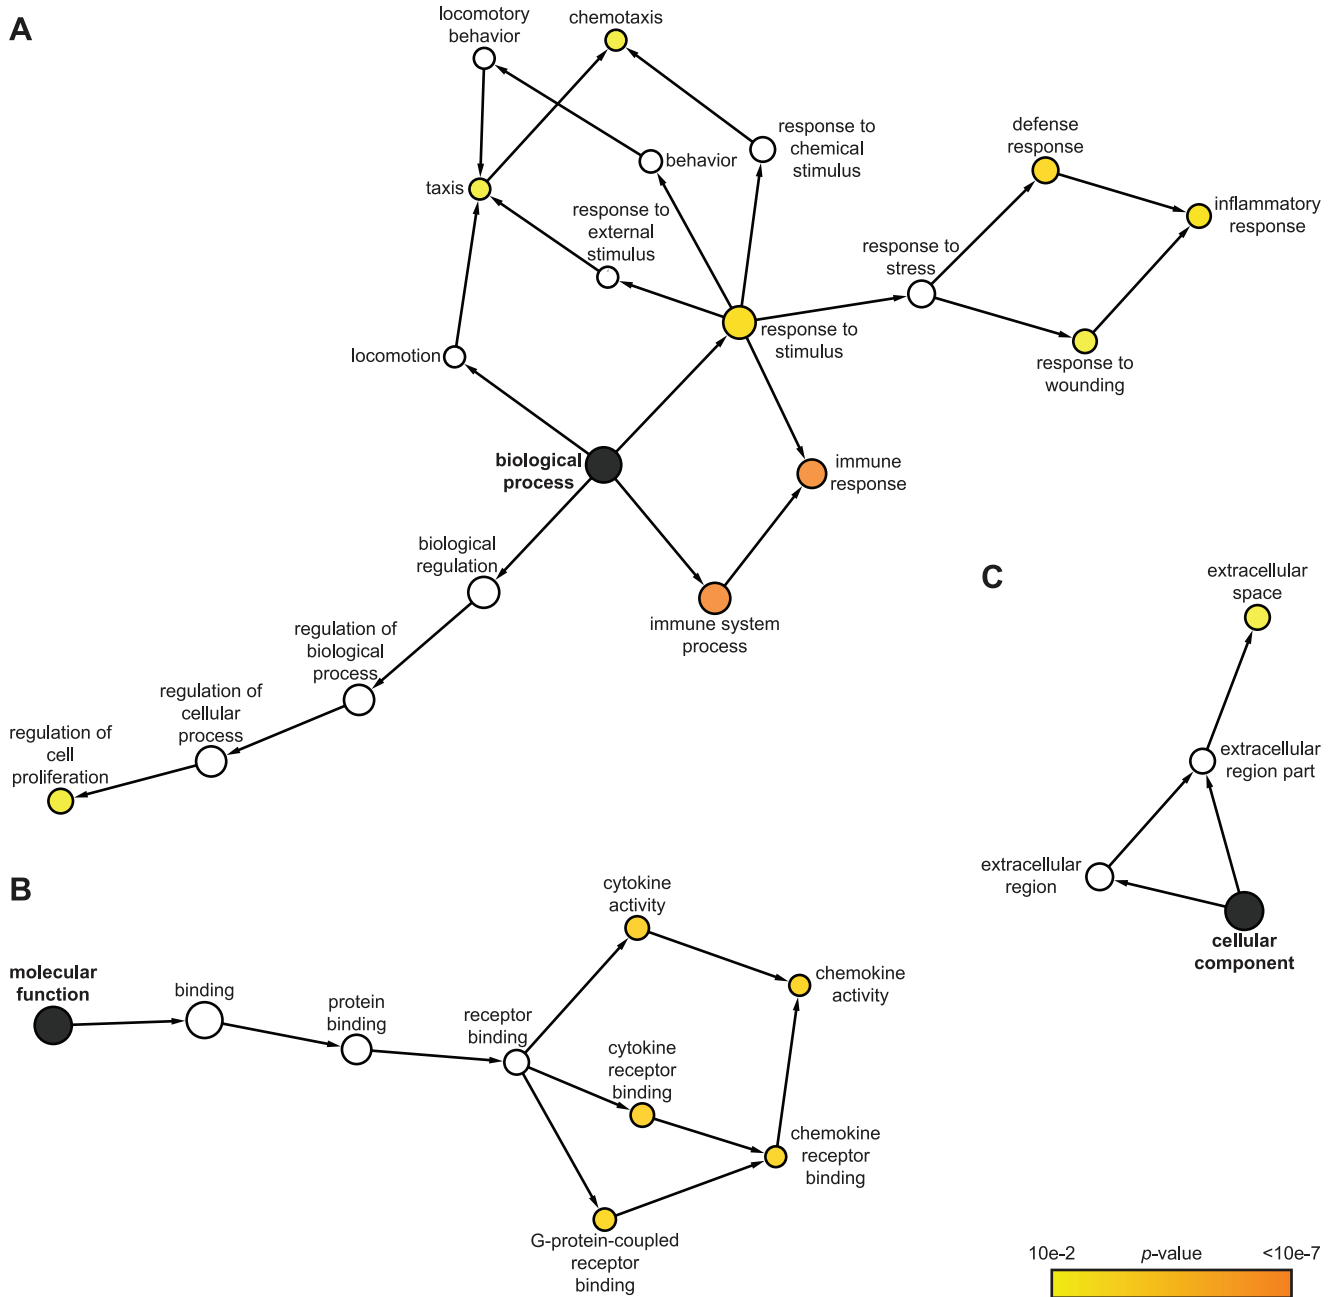 A
locomotory
behavior
chemotaxis
response to
chemical
stimulus
behavior
defense
response
inflammatory
response
taxis
response to
external
stimulus
response to
stress
response to
stimulus
response to
wounding
locomotion
biological
process
immune
response
biological
regulation
immune system
process
regulation of
biological
process
regulation of
cellular
process
regulation of
cell
proliferation
C
extracellular
space
extracellular
region part
extracellular
region
cellular
component
B
molecular
function
binding
protein
binding
receptor
binding
cytokine
activity
chemokine
activity
cytokine
receptor
binding
chemokine
receptor
binding
G-protein-coupled
receptor
binding
10e-2 p-value <10e-7